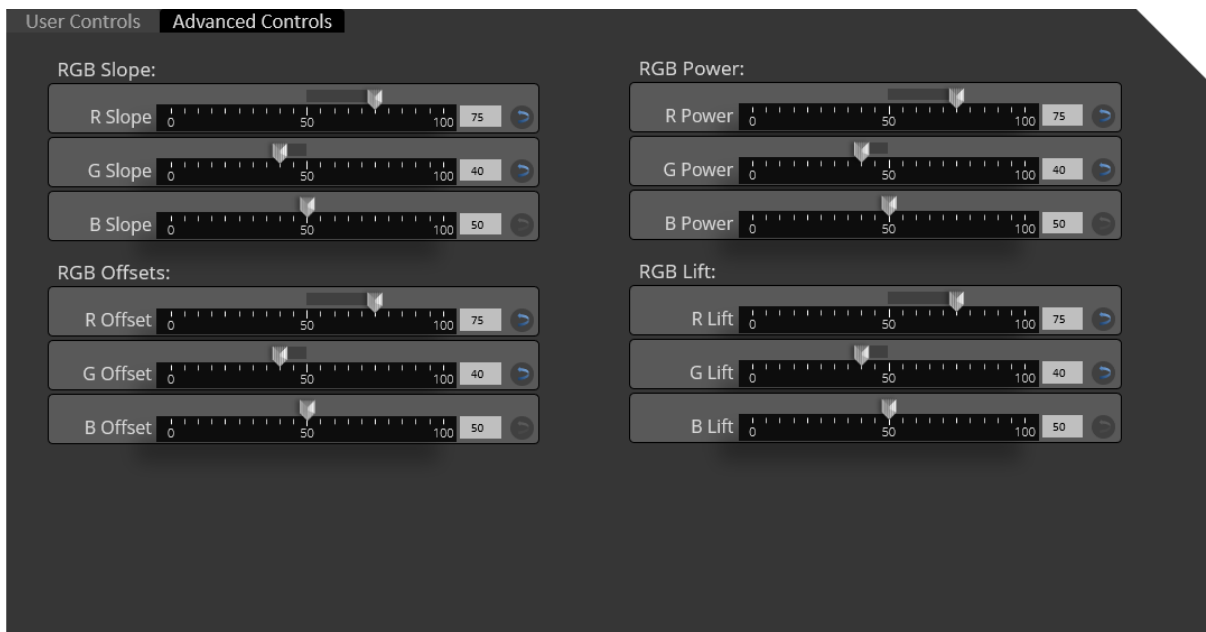 User Controls Advanced Controls
RGB Slope:
R Slope 0 50 100 75
G Slope 0 50 100 40
B Slope 0 50 100 50
RGB Offsets:
R Offset 0 50 100 75
G Offset 0 50 100 40
B Offset 0 50 100 50
RGB Power:
R Power 0 50 100 75
G Power 0 50 100 40
B Power 0 50 100 50
RGB Lift:
R Lift 0 50 100 75
G Lift 0 50 100 40
B Lift 0 50 100 50